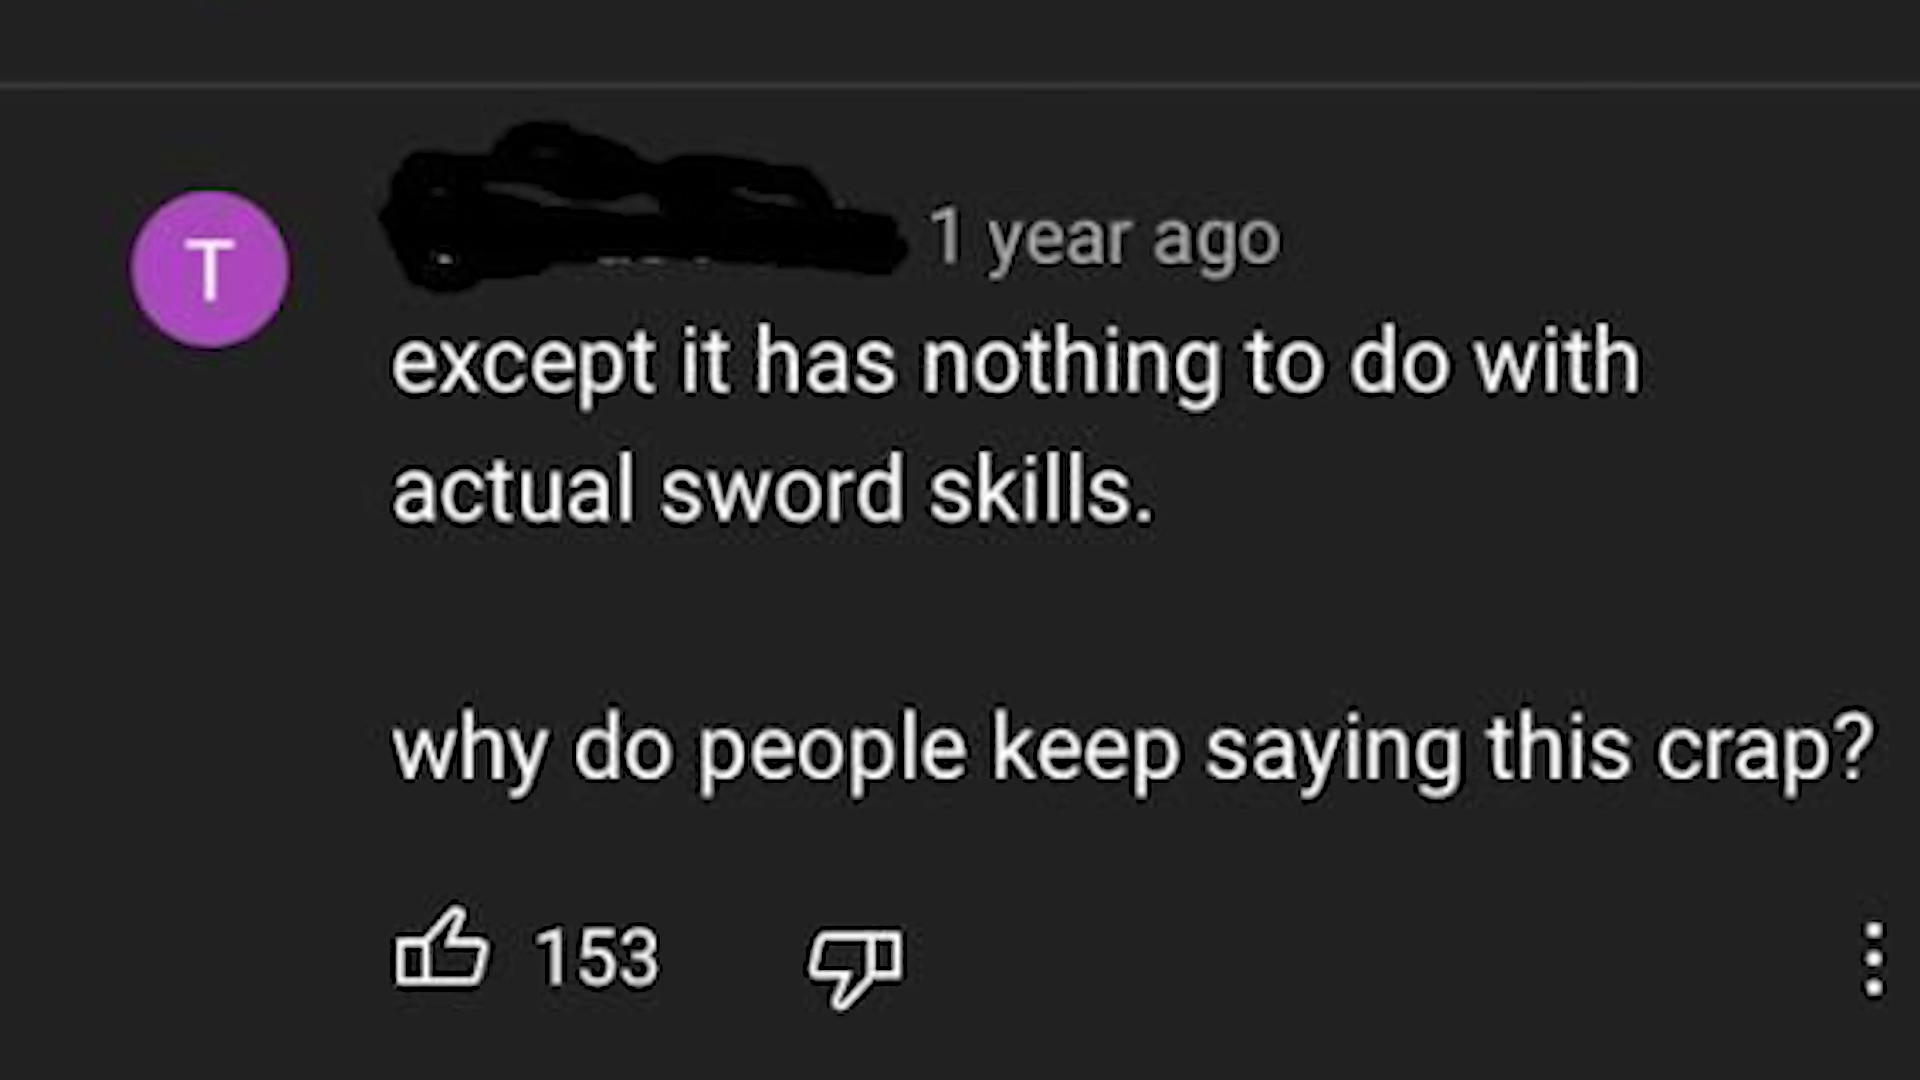 T
1 year ago
except it has nothing to do with
actual sword skills.
why do people keep saying this crap?
153